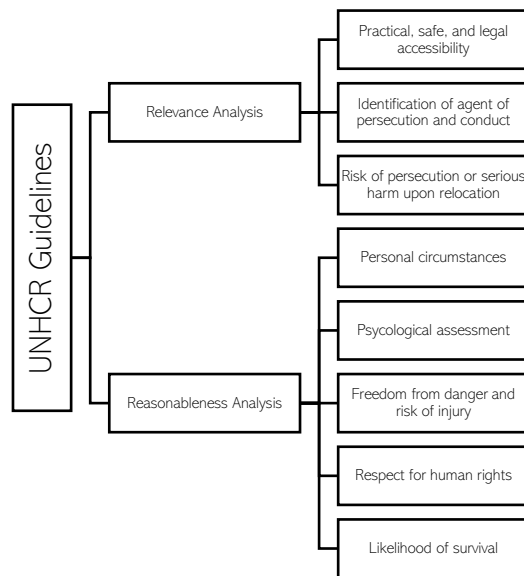 UNHCR Guidelines
Relevance Analysis
Practical, safe, and legal
accessibility
Identification of agent of
persecution and conduct
Risk of persecution or serious
harm upon relocation
Reasonableness Analysis
Personal circumstances
Psycological assessment
Freedom from danger and
risk of injury
Respect for human rights
Likelihood of survival